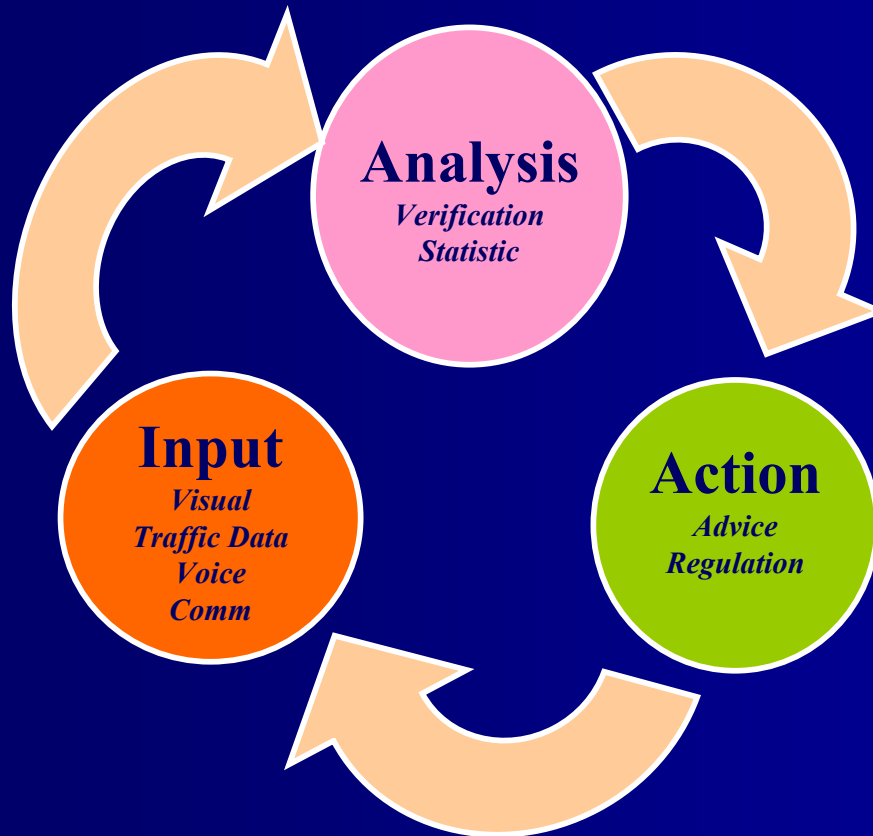 Analysis
Verification
Statistic
Input
Visual
Traffic Data
Voice
Comm
Action
Advice
Regulation